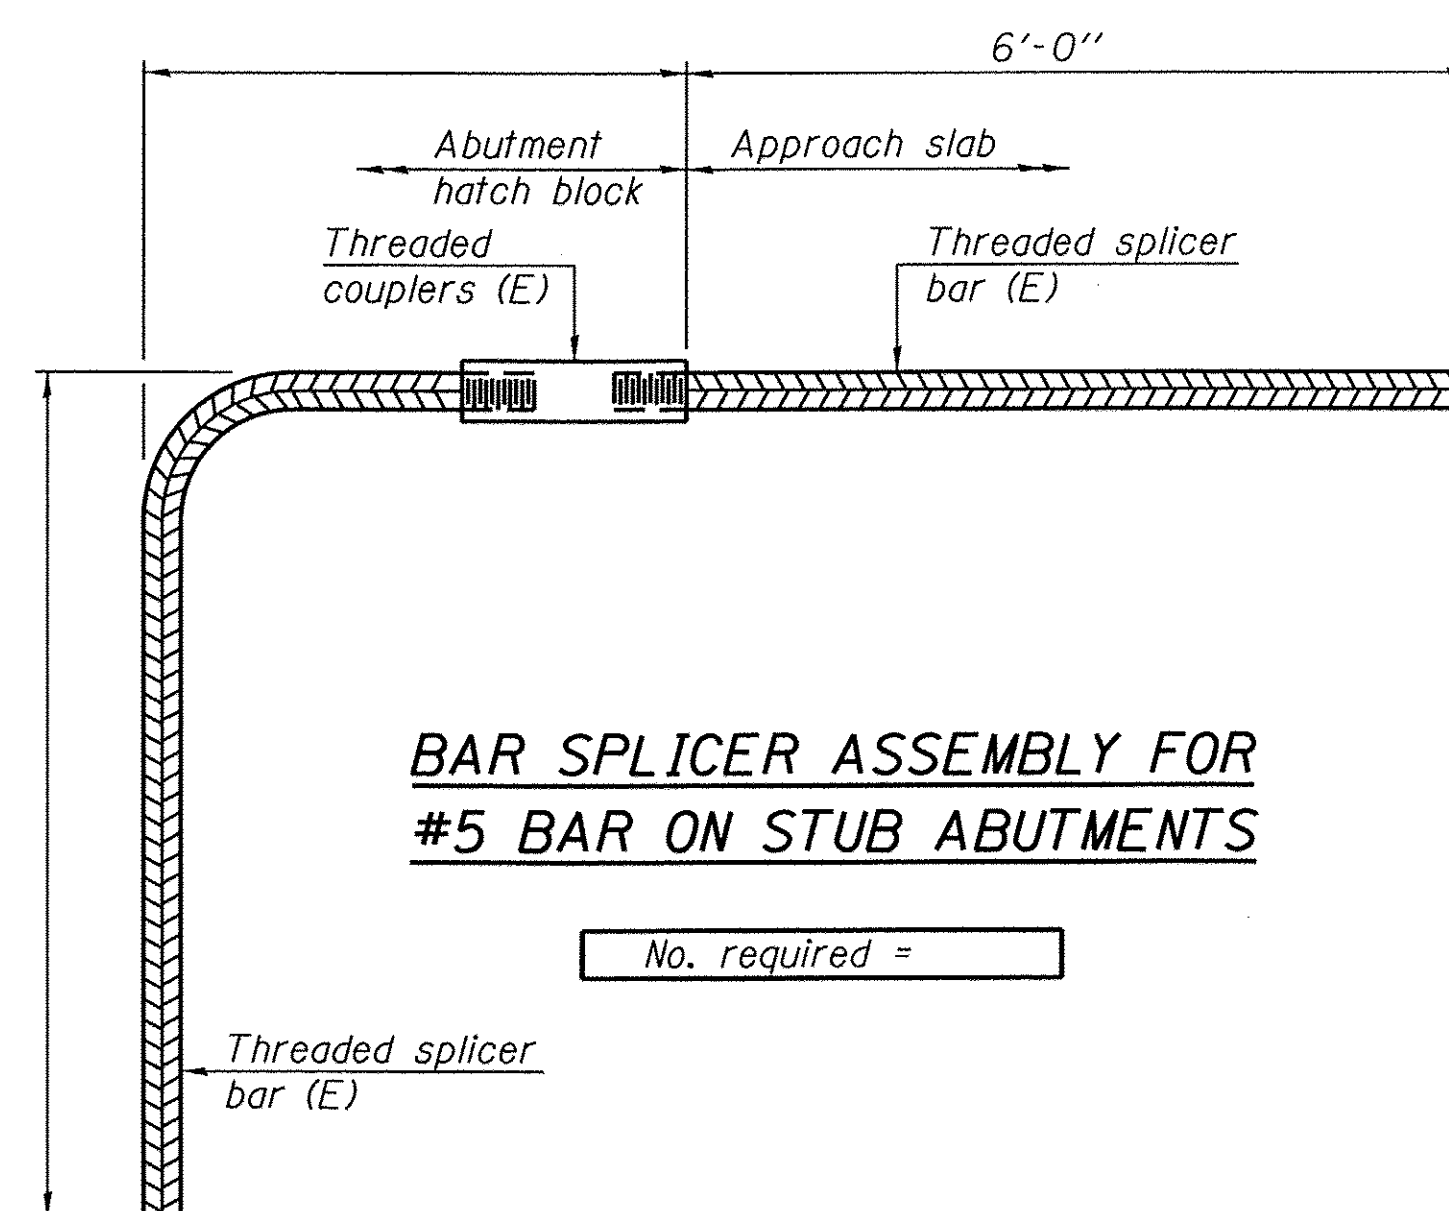 6'-0"
Abutment
hatch block
Approach slab
Threaded
couplers (E)
Threaded splicer
bar (E)
BAR SPLICER ASSEMBLY FOR
#5 BAR ON STUB ABUTMENTS
No. required =
Threaded splicer
bar (E)